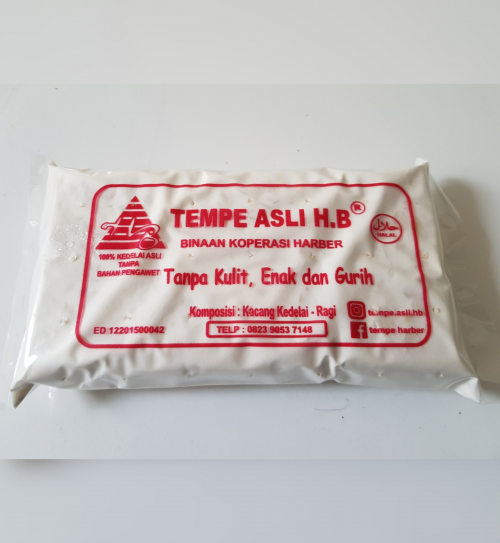 TEMPE ASLI H.B®
BINAAN KOPERASI HARBER
حلال
HALAL
100% KEDELAI ASLI
TANPA
BAHAN PENGAWET
Tanpa Kulit, Enak dan Gurih
Komposisi : Kacang Kedelai - Ragi
tempe.asli.hb
ED 12201500042
TELP : 0823 9053 7148
tempe harber